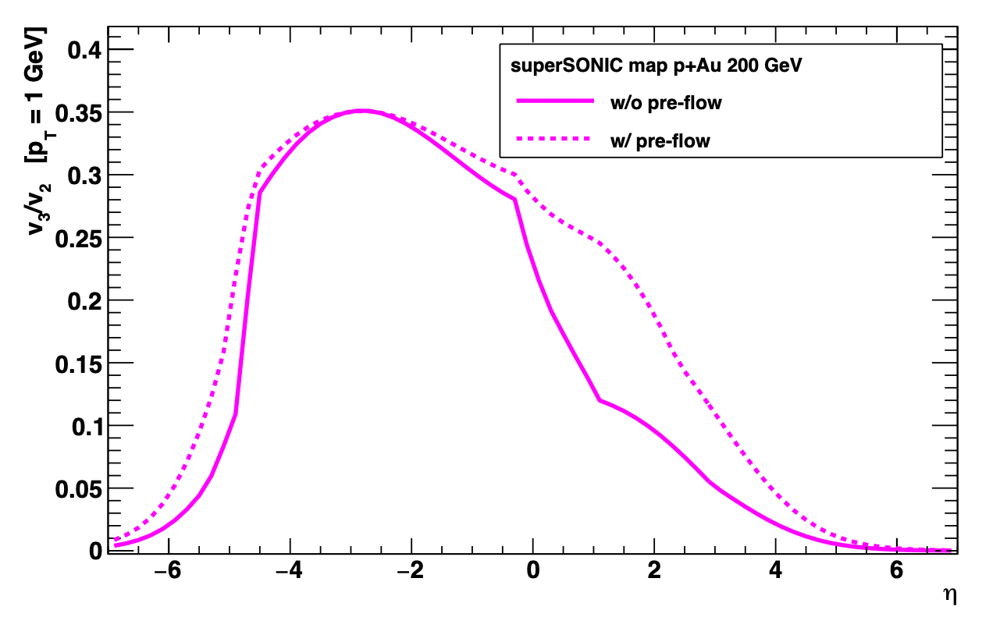 v3/v2 [pT = 1 GeV]
0.4
0.35
0.3
0.25
0.2
0.15
0.1
0.05
0
superSONIC map p+Au 200 GeV
w/o pre-flow
w/ pre-flow
−6 −4 −2 0 2 4 6
η